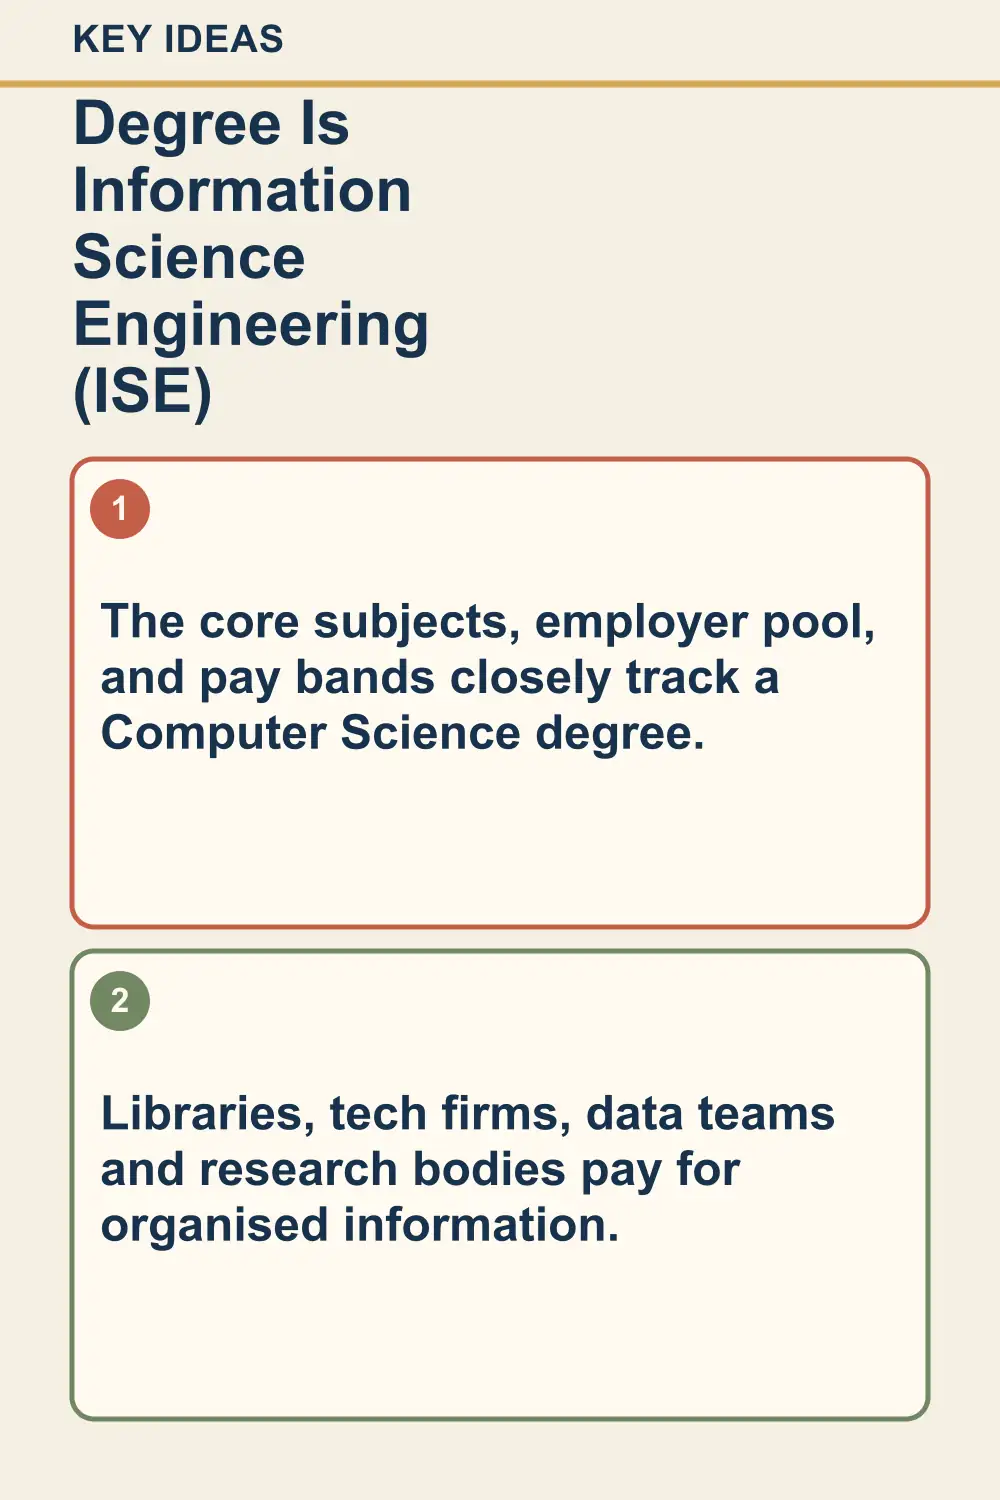 KEY IDEAS
Degree Is
Information
Science
Engineering
(ISE)
1
The core subjects, employer pool,
and pay bands closely track a
Computer Science degree.
2
Libraries, tech firms, data teams
and research bodies pay for
organised information.